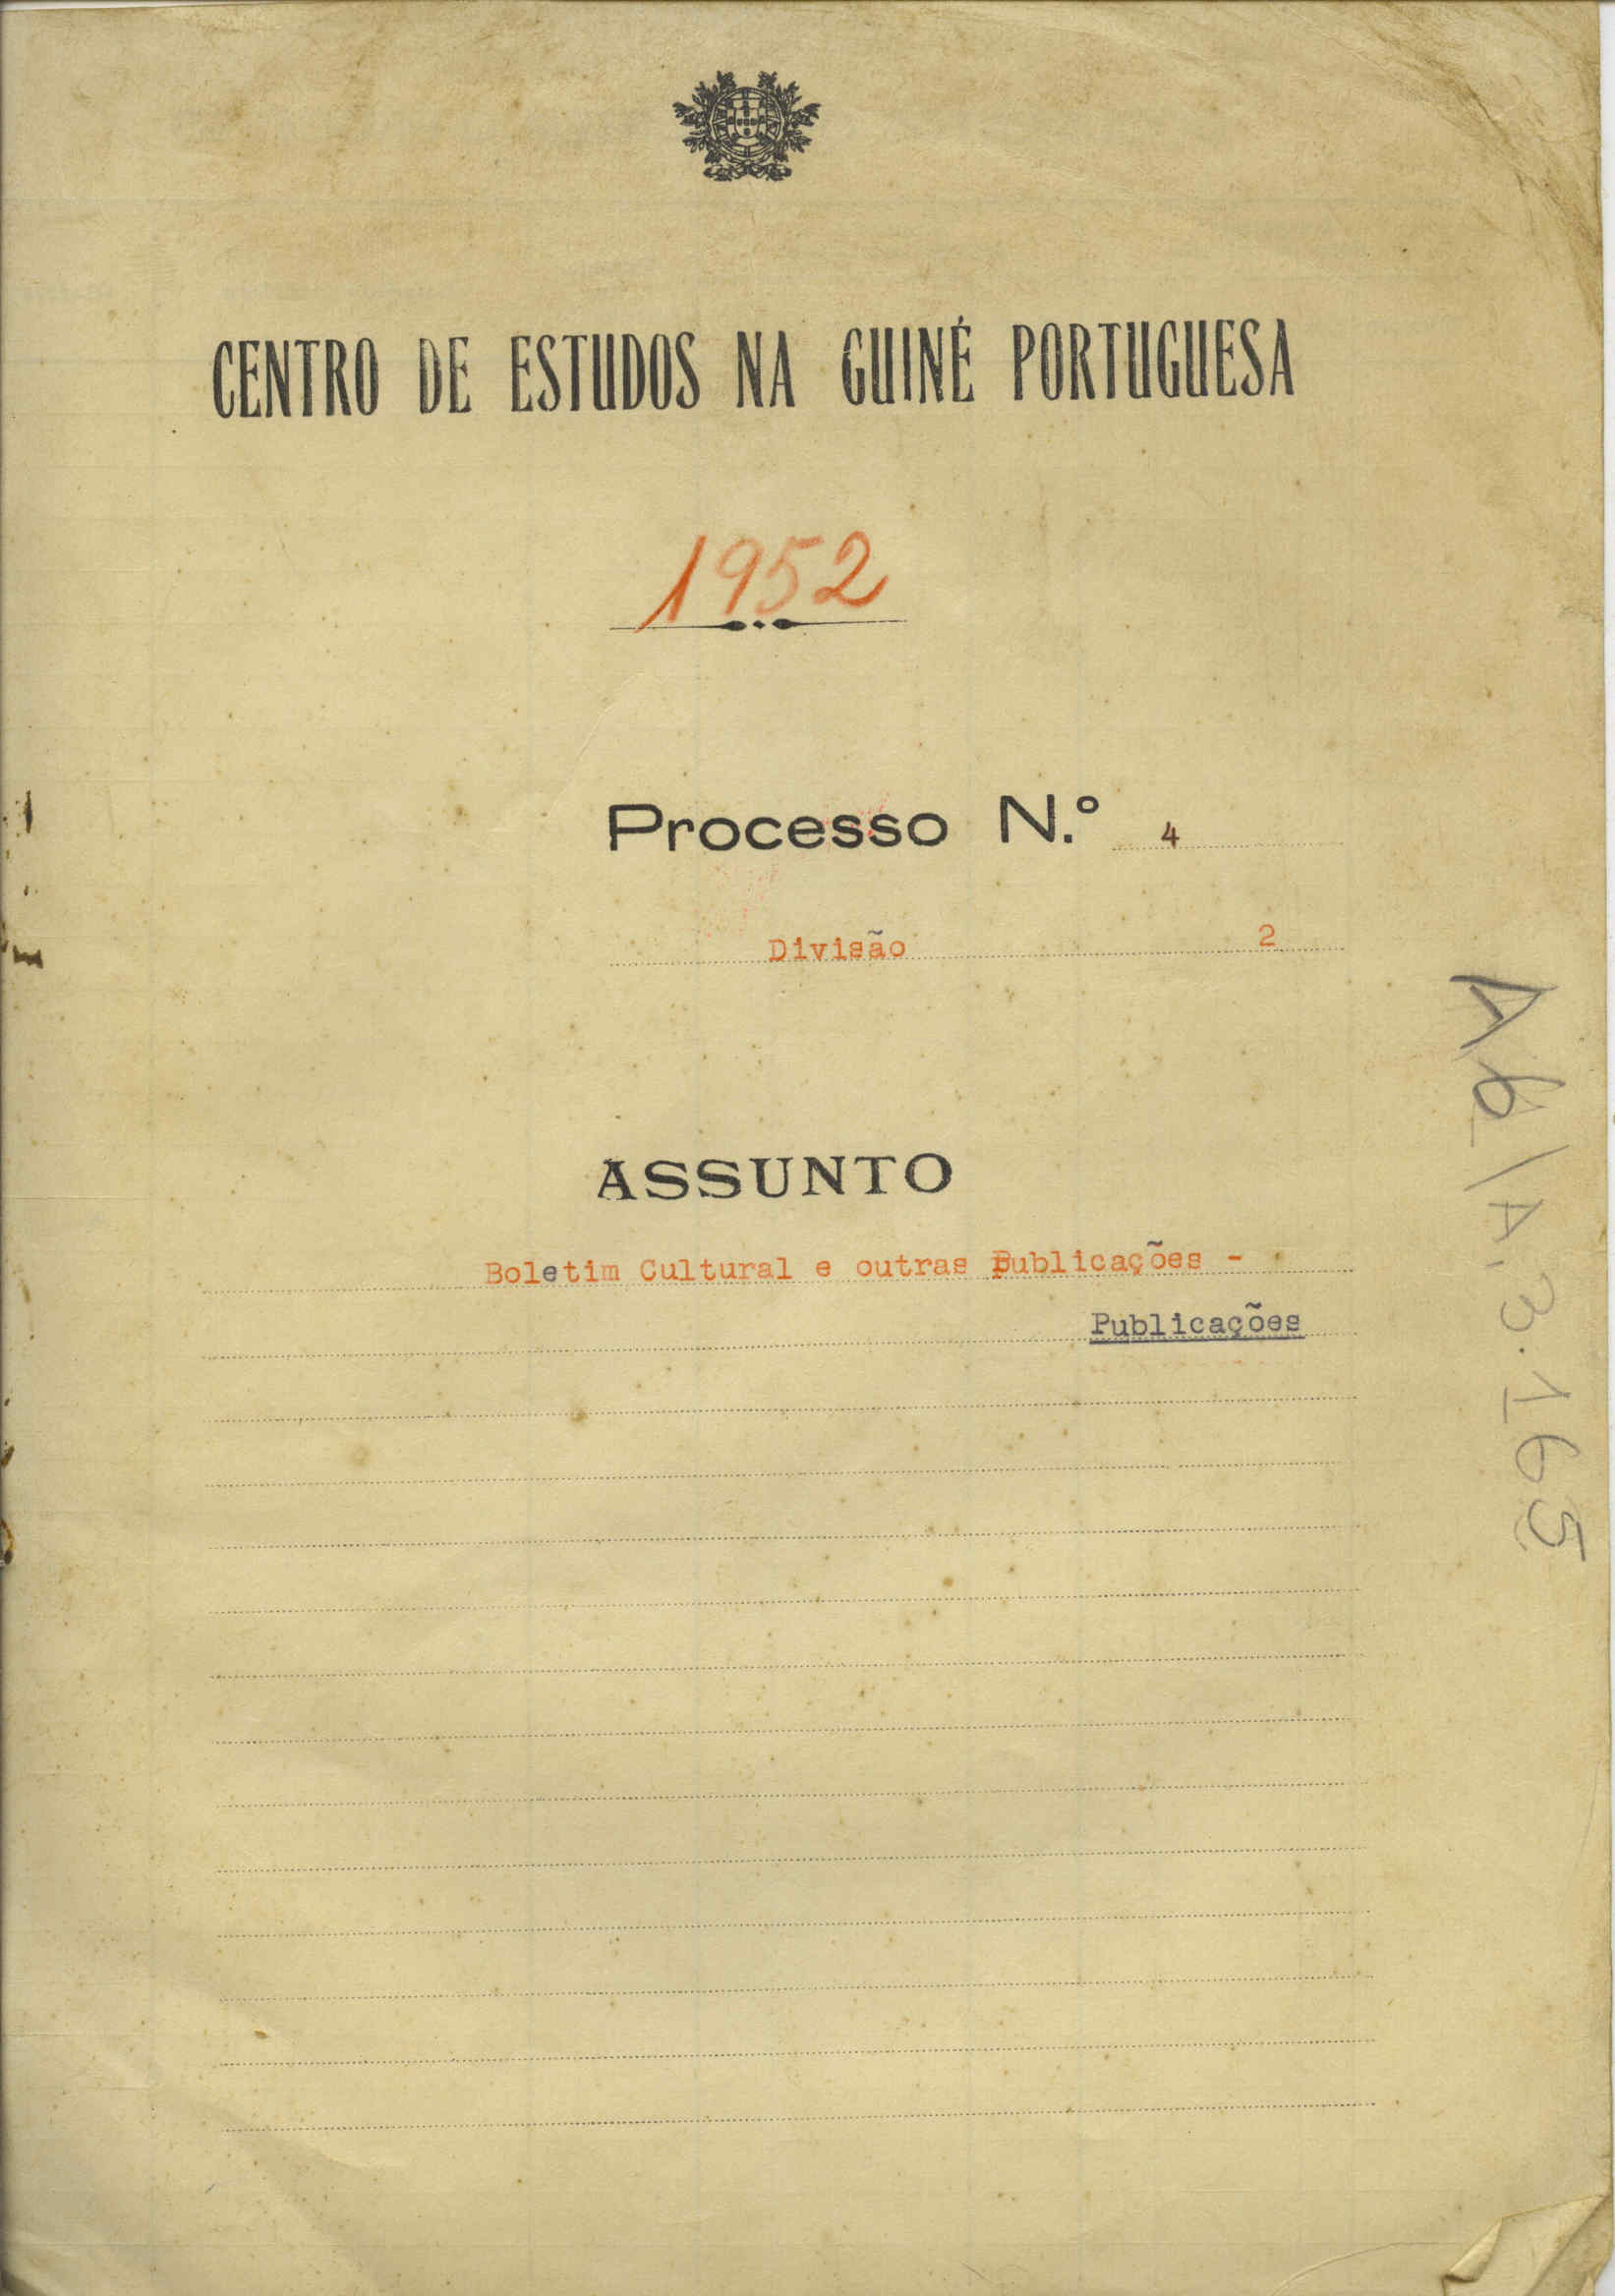 CENTRO DE ESTUDOS NA GUINÉ PORTUGUESA
1952
Processo N.º 4
Divisão 2
ASSUNTO
Boletim Cultural e outras Publicações -
Publicações
A6/A.3.165